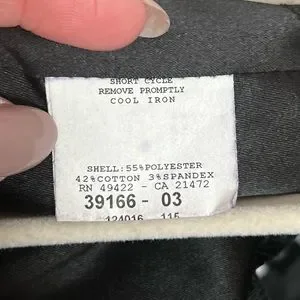 SHORT CYCLE
REMOVE PROMPTLY
COOL IRON
SHELL:55%POLYESTER
42%COTTON 3%SPANDEX
RN 49422 - CA 21472
39166 - 03
124016 115